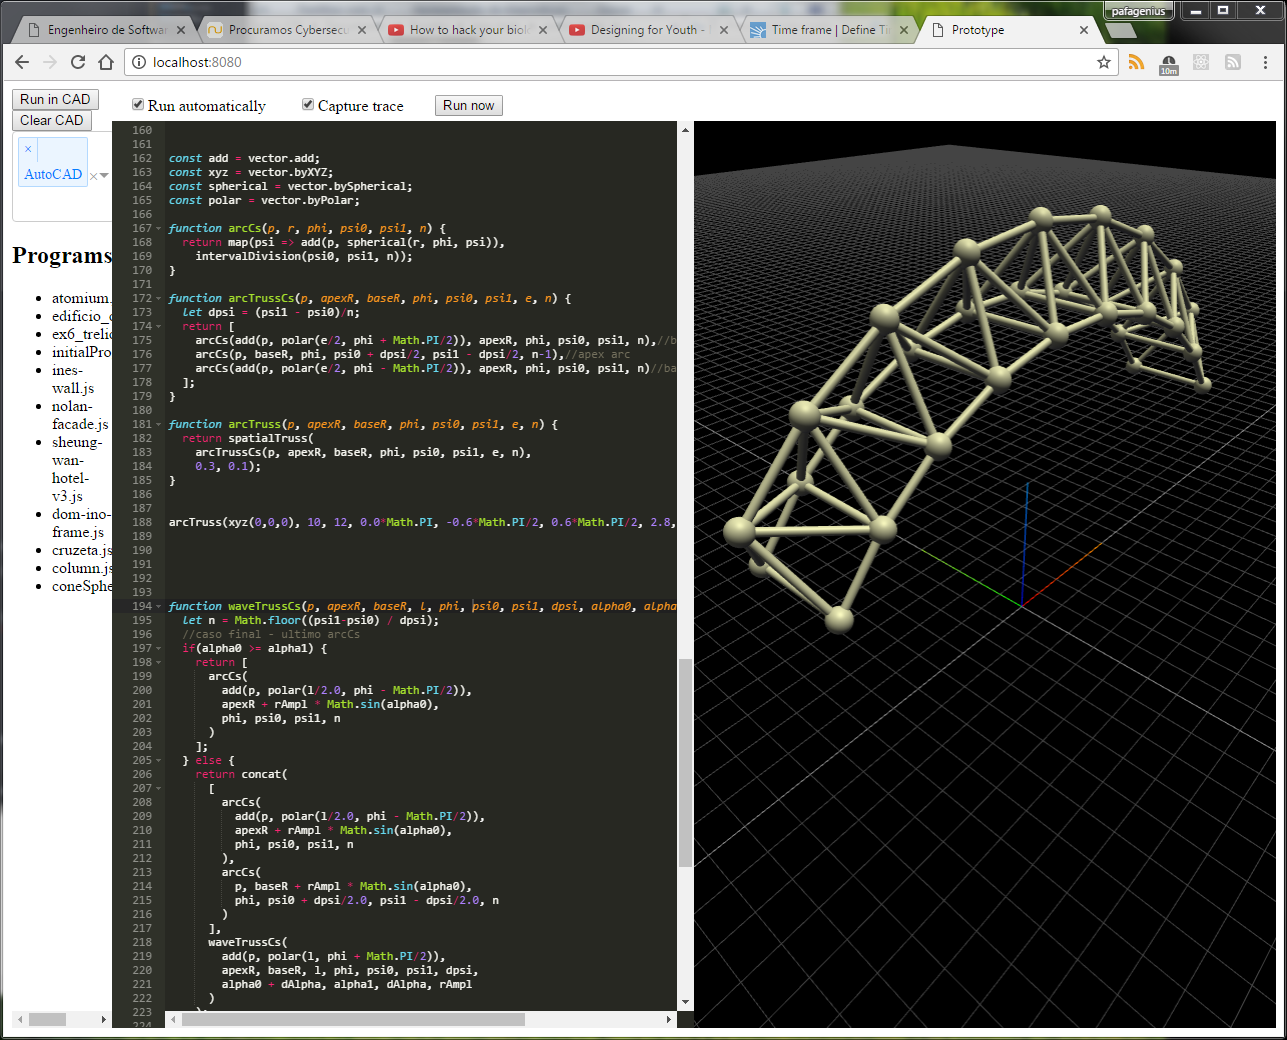 pafagenius
Engenheiro de Softwar
Procuramos Cybersecu
How to hack your biolo
Designing for Youth -
Time frame | Define Ti
Prototype
localhost:8080
10m
Run in CAD
Clear CAD
Run automatically
Capture trace
Run now
× AutoCAD
Programs
atomium.
edificio_
ex6_trelic
initialPro
ines-
wall.js
nolan-
facade.js
sheung-
wan-
hotel-
v3.js
dom-ino-
frame.js
cruzeta.js
column.js
coneSphe
160
161
162 const add = vector.add;
163 const xyz = vector.byXYZ;
164 const spherical = vector.bySpherical;
165 const polar = vector.byPolar;
166
167 function arcCs(p, r, phi, psi0, psi1, n) {
168 return map(psi => add(p, spherical(r, phi, psi)),
169 intervalDivision(psi0, psi1, n));
170 }
171
172 function arcTrussCs(p, apexR, baseR, phi, psi0, psi1, e, n) {
173 let dpsi = (psi1 - psi0)/n;
174 return [
175 arcCs(add(p, polar(e/2, phi + Math.PI/2)), apexR, phi, psi0, psi1, n),//b
176 arcCs(p, baseR, phi, psi0 + dpsi/2, psi1 - dpsi/2, n-1),//apex arc
177 arcCs(add(p, polar(e/2, phi - Math.PI/2)), apexR, phi, psi0, psi1, n)//ba
178 ];
179 }
180
181 function arcTruss(p, apexR, baseR, phi, psi0, psi1, e, n) {
182 return spatialTruss(
183 arcTrussCs(p, apexR, baseR, phi, psi0, psi1, e, n),
184 0.3, 0.1);
185 }
186
187
188 arcTruss(xyz(0,0,0), 10, 12, 0.0*Math.PI, -0.6*Math.PI/2, 0.6*Math.PI/2, 2.8,
189
190
191
192
193
194 function waveTrussCs(p, apexR, baseR, l, phi, psi0, psi1, dpsi, alpha0, alpha
195 let n = Math.floor((psi1-psi0) / dpsi);
196 //caso final - ultimo arcCs
197 if(alpha0 >= alpha1) {
198 return [
199 arcCs(
200 add(p, polar(l/2.0, phi - Math.PI/2)),
201 apexR + rAmpl * Math.sin(alpha0),
202 phi, psi0, psi1, n
203 )
204 ];
205 } else {
206 return concat(
207 [
208 arcCs(
209 add(p, polar(l/2.0, phi - Math.PI/2)),
210 apexR + rAmpl * Math.sin(alpha0),
211 phi, psi0, psi1, n
212 ),
213 arcCs(
214 p, baseR + rAmpl * Math.sin(alpha0),
215 phi, psi0 + dpsi/2.0, psi1 - dpsi/2.0, n
216 )
217 ],
218 waveTrussCs(
219 add(p, polar(l, phi + Math.PI/2)),
220 apexR, baseR, l, phi, psi0, psi1, dpsi,
221 alpha0 + dAlpha, alpha1, dAlpha, rAmpl
222 )
223 );
224